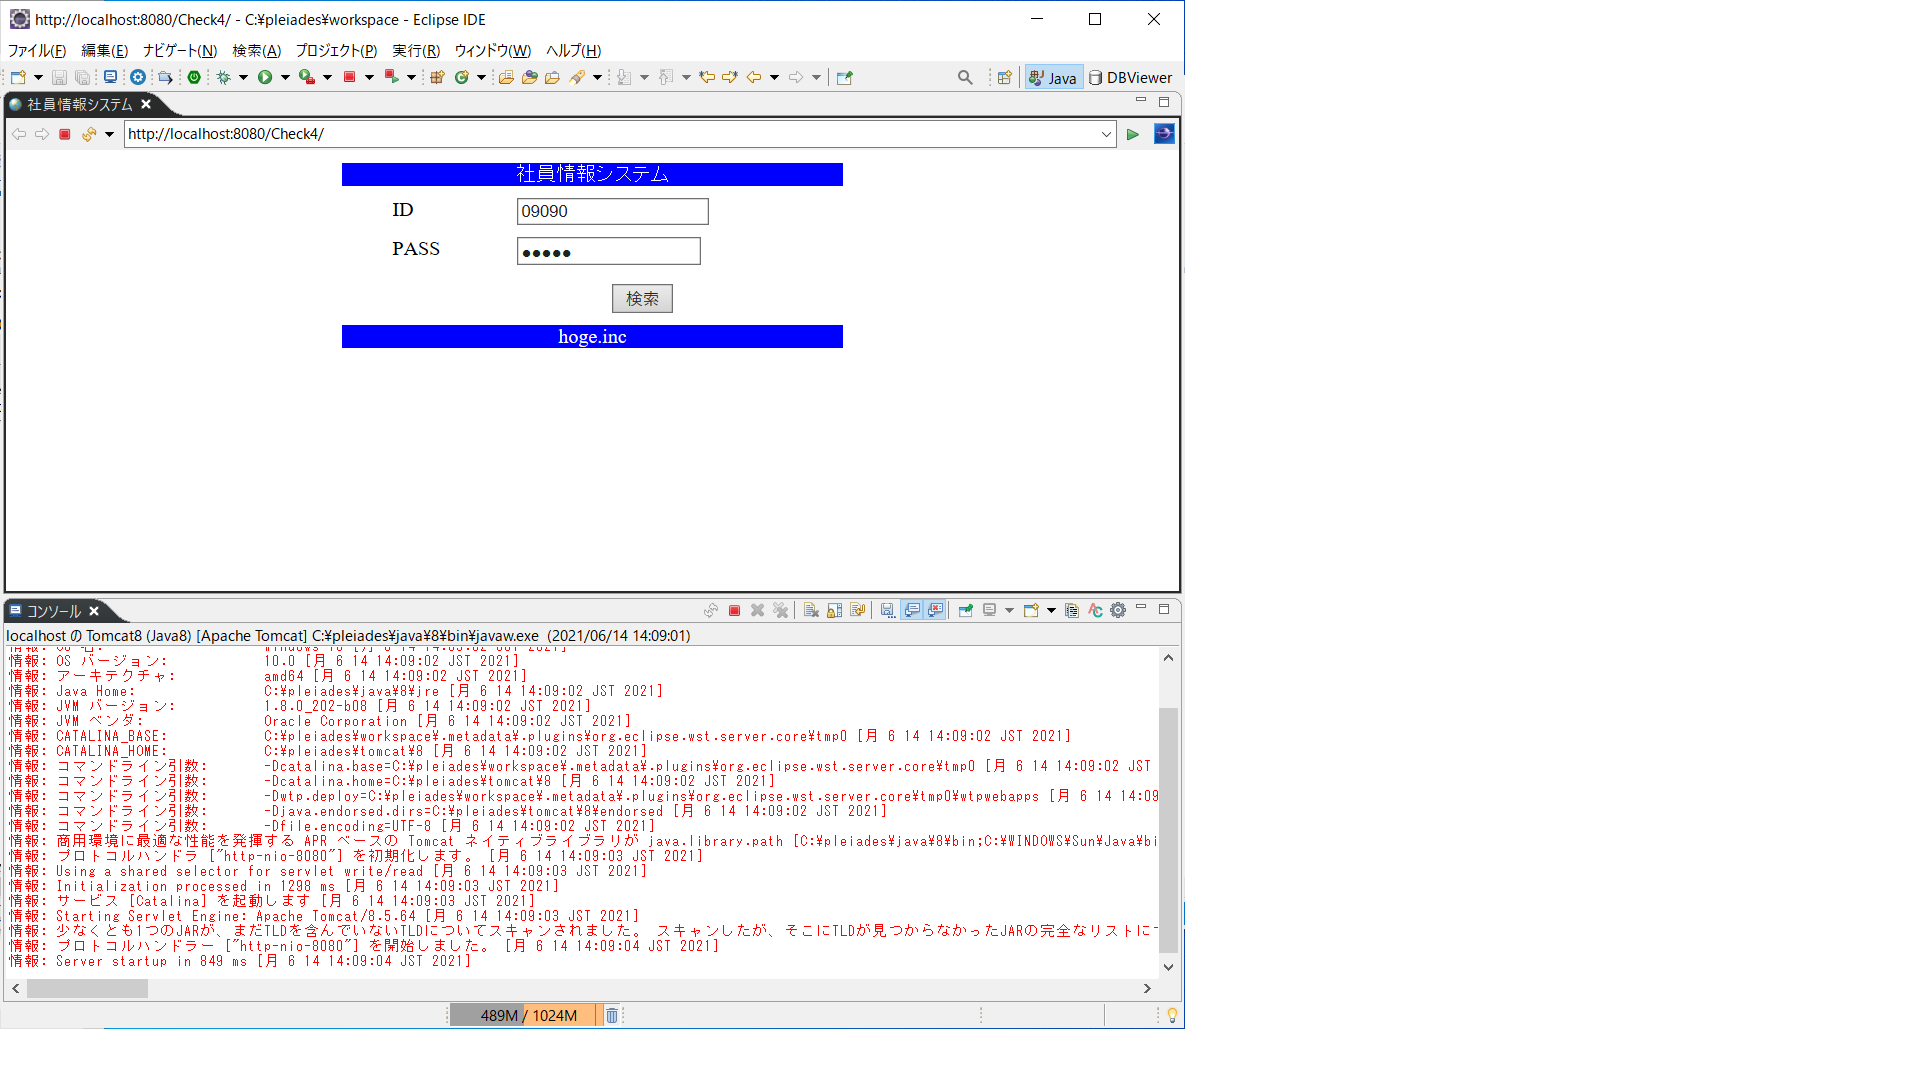 http://localhost:8080/Check4/ - C:¥pleiades¥workspace - Eclipse IDE
ファイル(F) 編集(E) ナビゲート(N) 検索(A) プロジェクト(P) 実行(R) ウィンドウ(W) ヘルプ(H)
Java DBViewer
社員情報システム
http://localhost:8080/Check4/
社員情報システム
ID 09090
PASS ●●●●●
検索
hoge.inc
コンソール
localhost の Tomcat8 (Java8) [Apache Tomcat] C:¥pleiades¥java¥8¥bin¥javaw.exe (2021/06/14 14:09:01)
情報: OS 名: Windows 10 [月 6 14 14:09:02 JST 2021]
情報: OS バージョン: 10.0 [月 6 14 14:09:02 JST 2021]
情報: アーキテクチャ: amd64 [月 6 14 14:09:02 JST 2021]
情報: Java Home: C:¥pleiades¥java¥8¥jre [月 6 14 14:09:02 JST 2021]
情報: JVM バージョン: 1.8.0_202-b08 [月 6 14 14:09:02 JST 2021]
情報: JVM ベンダ: Oracle Corporation [月 6 14 14:09:02 JST 2021]
情報: CATALINA_BASE: C:¥pleiades¥workspace¥.metadata¥.plugins¥org.eclipse.wst.server.core¥tmp0 [月 6 14 14:09:02 JST 2021]
情報: CATALINA_HOME: C:¥pleiades¥tomcat¥8 [月 6 14 14:09:02 JST 2021]
情報: コマンドライン引数: -Dcatalina.base=C:¥pleiades¥workspace¥.metadata¥.plugins¥org.eclipse.wst.server.core¥tmp0 [月 6 14 14:09:02 JST
情報: コマンドライン引数: -Dcatalina.home=C:¥pleiades¥tomcat¥8 [月 6 14 14:09:02 JST 2021]
情報: コマンドライン引数: -Dwtp.deploy=C:¥pleiades¥workspace¥.metadata¥.plugins¥org.eclipse.wst.server.core¥tmp0¥wtpwebapps [月 6 14 14:09
情報: コマンドライン引数: -Djava.endorsed.dirs=C:¥pleiades¥tomcat¥8¥endorsed [月 6 14 14:09:02 JST 2021]
情報: コマンドライン引数: -Dfile.encoding=UTF-8 [月 6 14 14:09:02 JST 2021]
情報: 商用環境に最適な性能を発揮する APR ベースの Tomcat ネイティブライブラリが java.library.path [C:¥pleiades¥java¥8¥bin;C:¥WINDOWS¥Sun¥Java¥bi
情報: プロトコルハンドラ ["http-nio-8080"] を初期化します。 [月 6 14 14:09:03 JST 2021]
情報: Using a shared selector for servlet write/read [月 6 14 14:09:03 JST 2021]
情報: Initialization processed in 1298 ms [月 6 14 14:09:03 JST 2021]
情報: サービス [Catalina] を起動します [月 6 14 14:09:03 JST 2021]
情報: Starting Servlet Engine: Apache Tomcat/8.5.64 [月 6 14 14:09:03 JST 2021]
情報: 少なくとも1つのJARが、まだTLDを含んでいないTLDについてスキャンされました。 スキャンしたが、そこにTLDが見つからなかったJARの完全なリストに
情報: プロトコルハンドラー ["http-nio-8080"] を開始しました。 [月 6 14 14:09:04 JST 2021]
情報: Server startup in 849 ms [月 6 14 14:09:04 JST 2021]
489M / 1024M